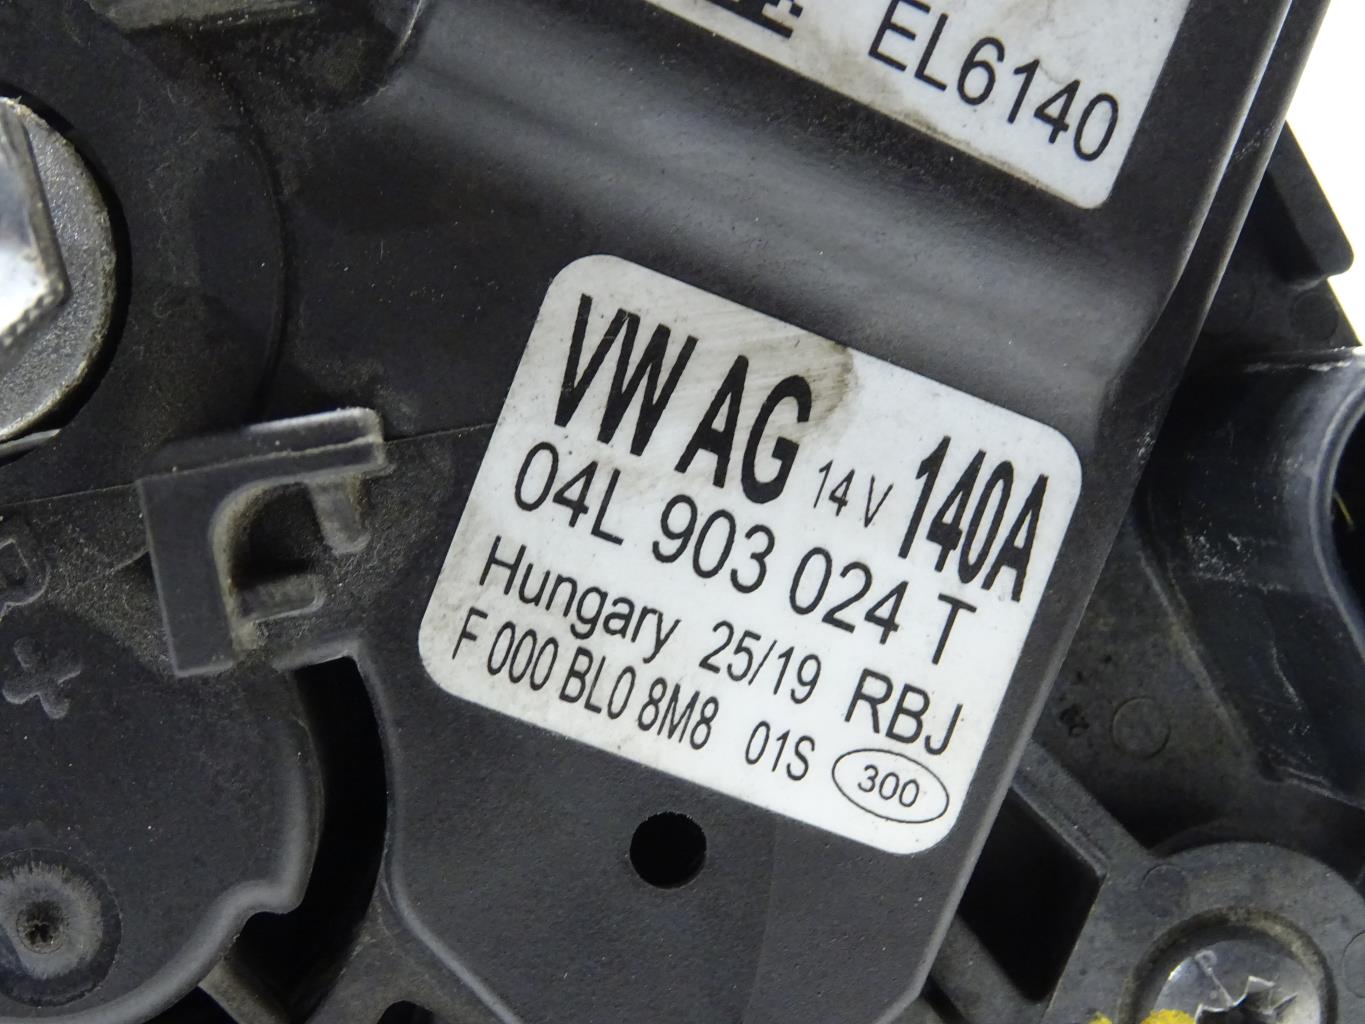 EL6140
VW AG 14 V 140A
04L 903 024 T
Hungary 25/19 RBJ
F 000 BL0 8M8 01S 300